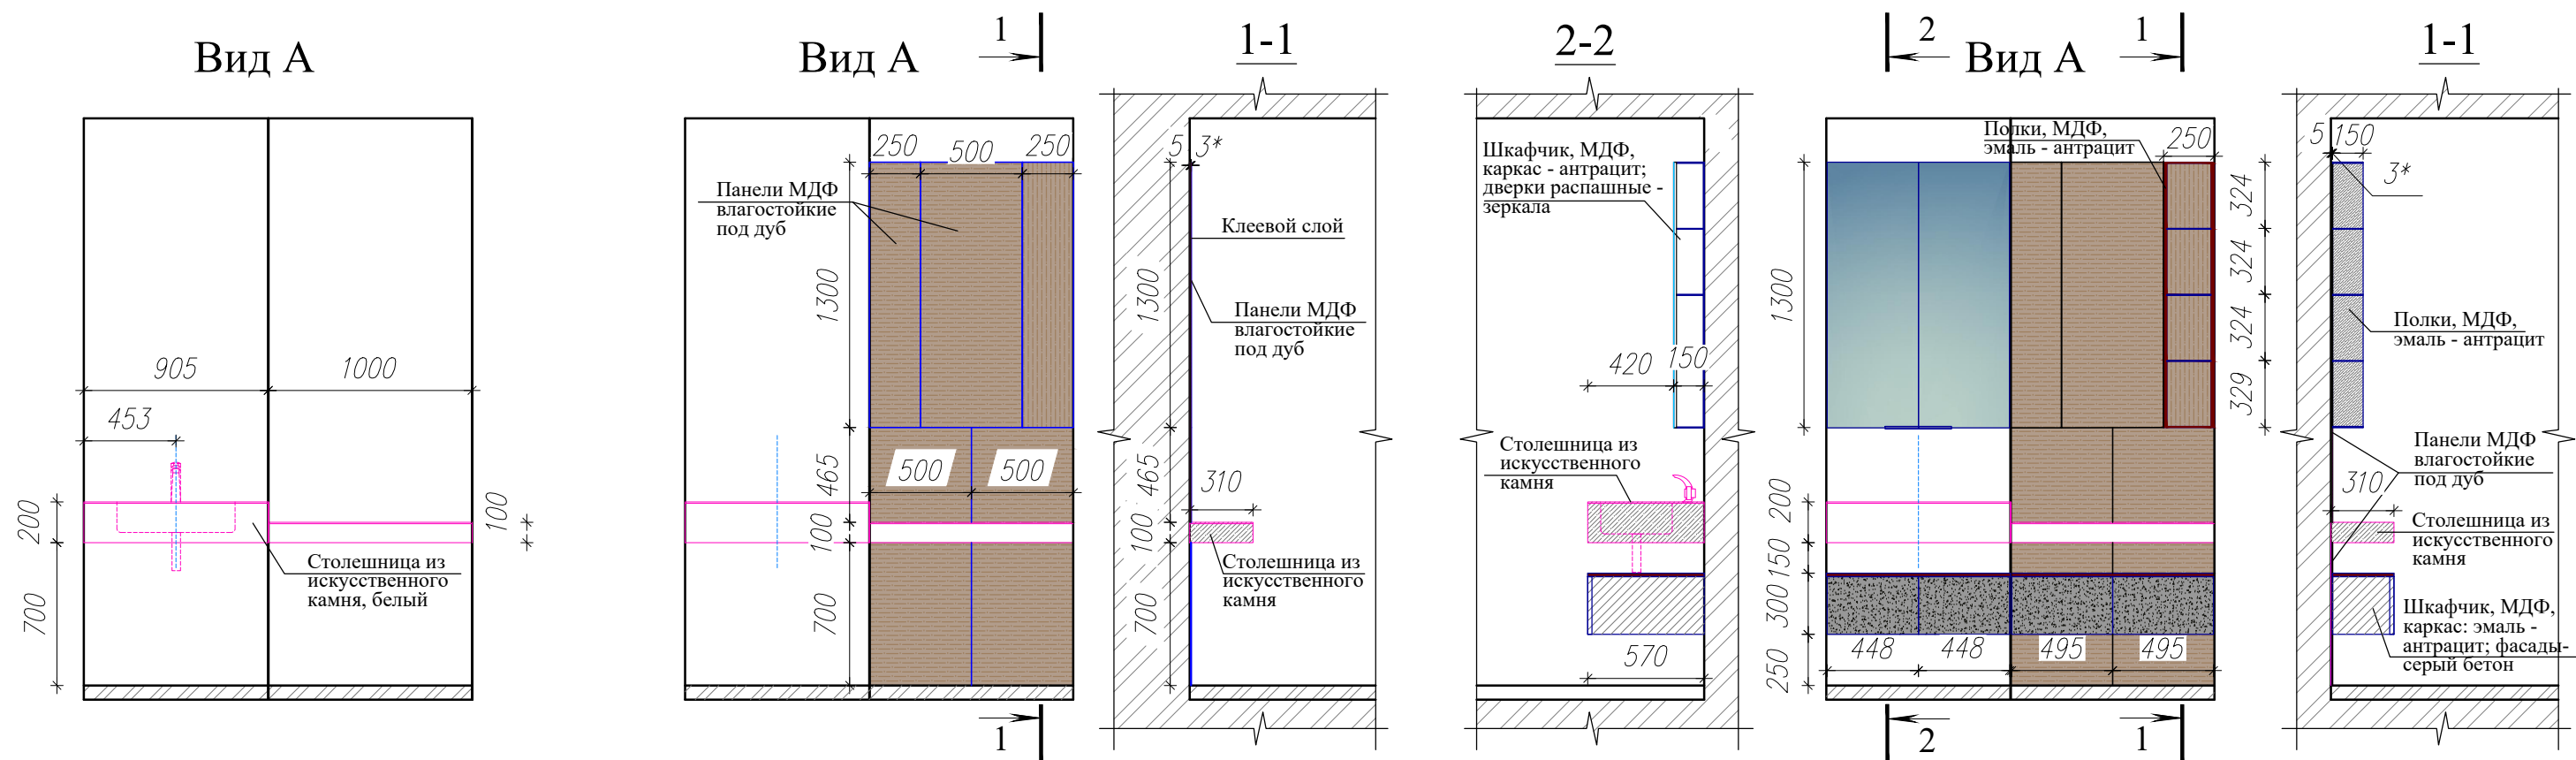 Вид А
905
1000
453
200
700
100
Столешница из
искусственного
камня, белый
Вид А
1
1
250
500
250
Панели МДФ
влагостойкие
под дуб
1300
465
100
700
500
500
1-1
5
3*
Клеевой слой
Панели МДФ
влагостойкие
под дуб
1300
465
100
700
310
Столешница из
искусственного
камня
2-2
Шкафчик, МДФ,
каркас - антрацит;
дверки распашные -
зеркала
420
150
Столешница из
искусственного
камня
570
2
Вид А
1
Полки, МДФ,
эмаль - антрацит
250
1300
324
324
324
329
200
150
300
250
448
448
495
495
2
1
1-1
5
150
3*
Полки, МДФ,
эмаль - антрацит
Панели МДФ
влагостойкие
под дуб
310
Столешница из
искусственного
камня
Шкафчик, МДФ,
каркас: эмаль -
антрацит; фасады-
серый бетон